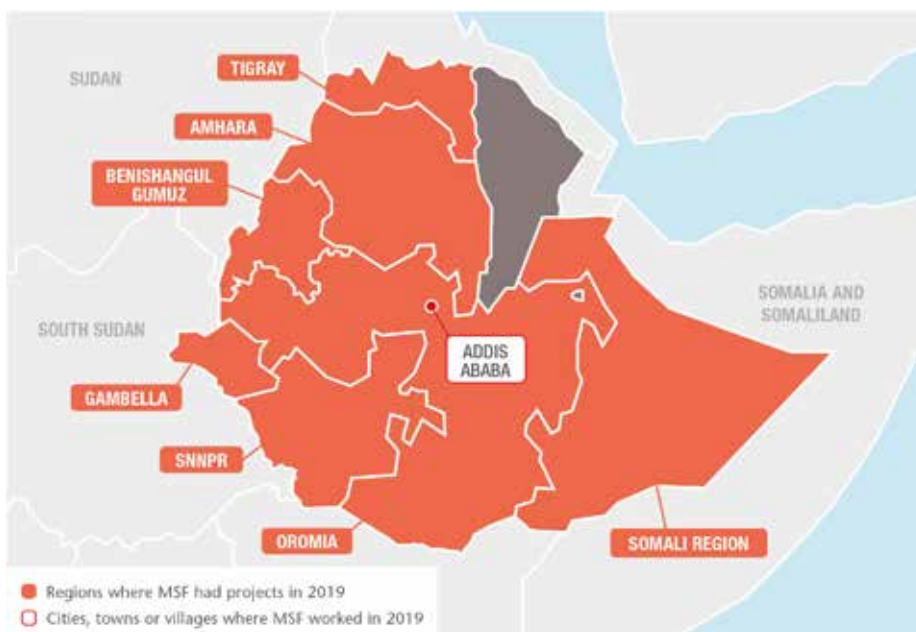 SUDAN
TIGRAY
AMHARA
BENISHANGUL
GUMUZ
SOMALIA AND
SOMALILAND
SOUTH SUDAN
ADDIS
ABABA
GAMBELLA
SNNPR
OROMIA
SOMALI REGION
Regions where MSF had projects in 2019
Cities, towns or villages where MSF worked in 2019